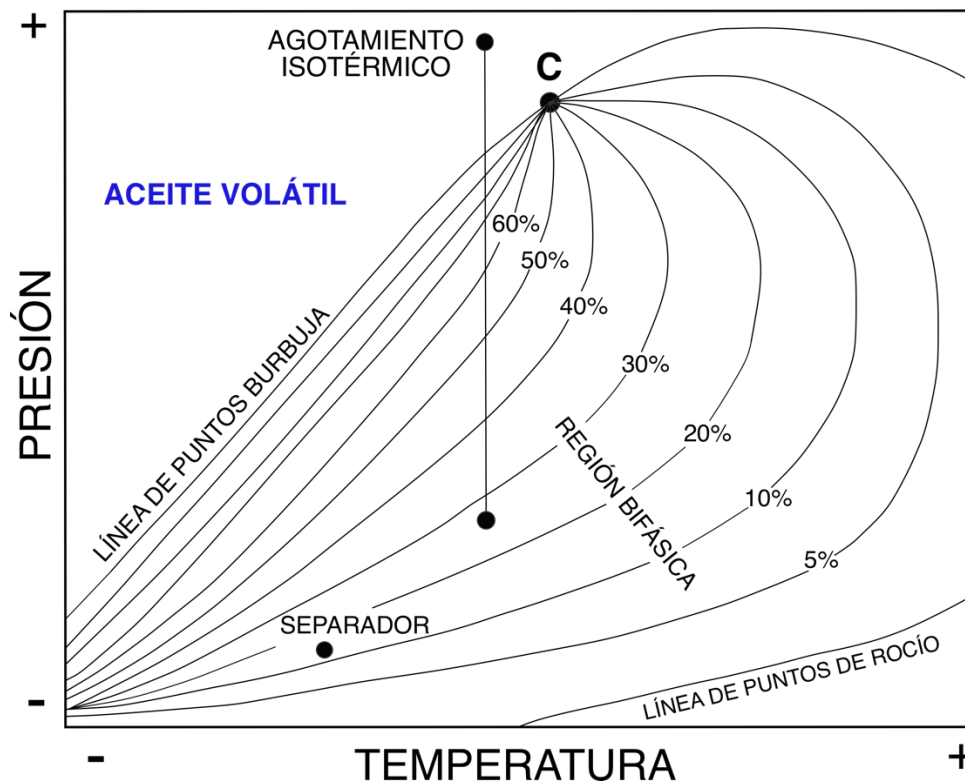 +
AGOTAMIENTO
ISOTÉRMICO
C
ACEITE VOLÁTIL
60%
50%
40%
30%
20%
10%
5%
LÍNEA DE PUNTOS BURBUJA
REGIÓN BIFÁSICA
SEPARADOR
LÍNEA DE PUNTOS DE ROCÍO
PRESIÓN
-
-
TEMPERATURA
+